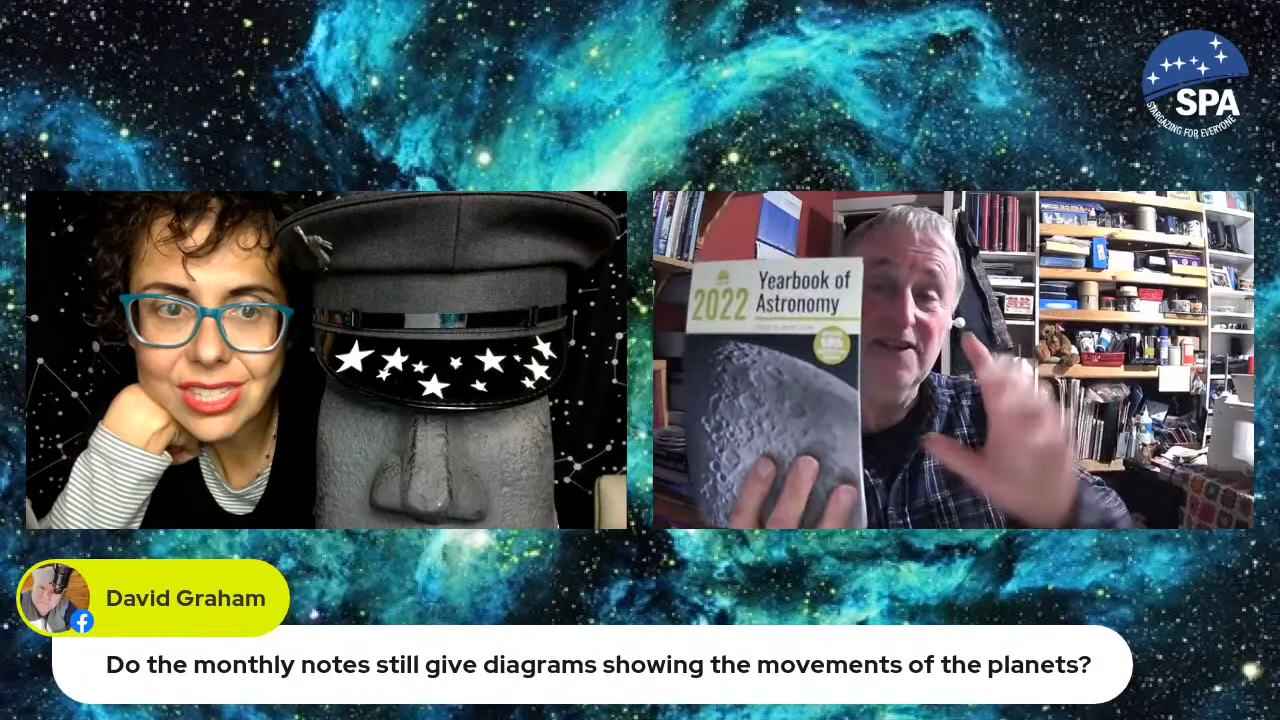 SPA
STARGAZING FOR EVERYONE
2022
Yearbook of
Astronomy
David Graham
Do the monthly notes still give diagrams showing the movements of the planets?